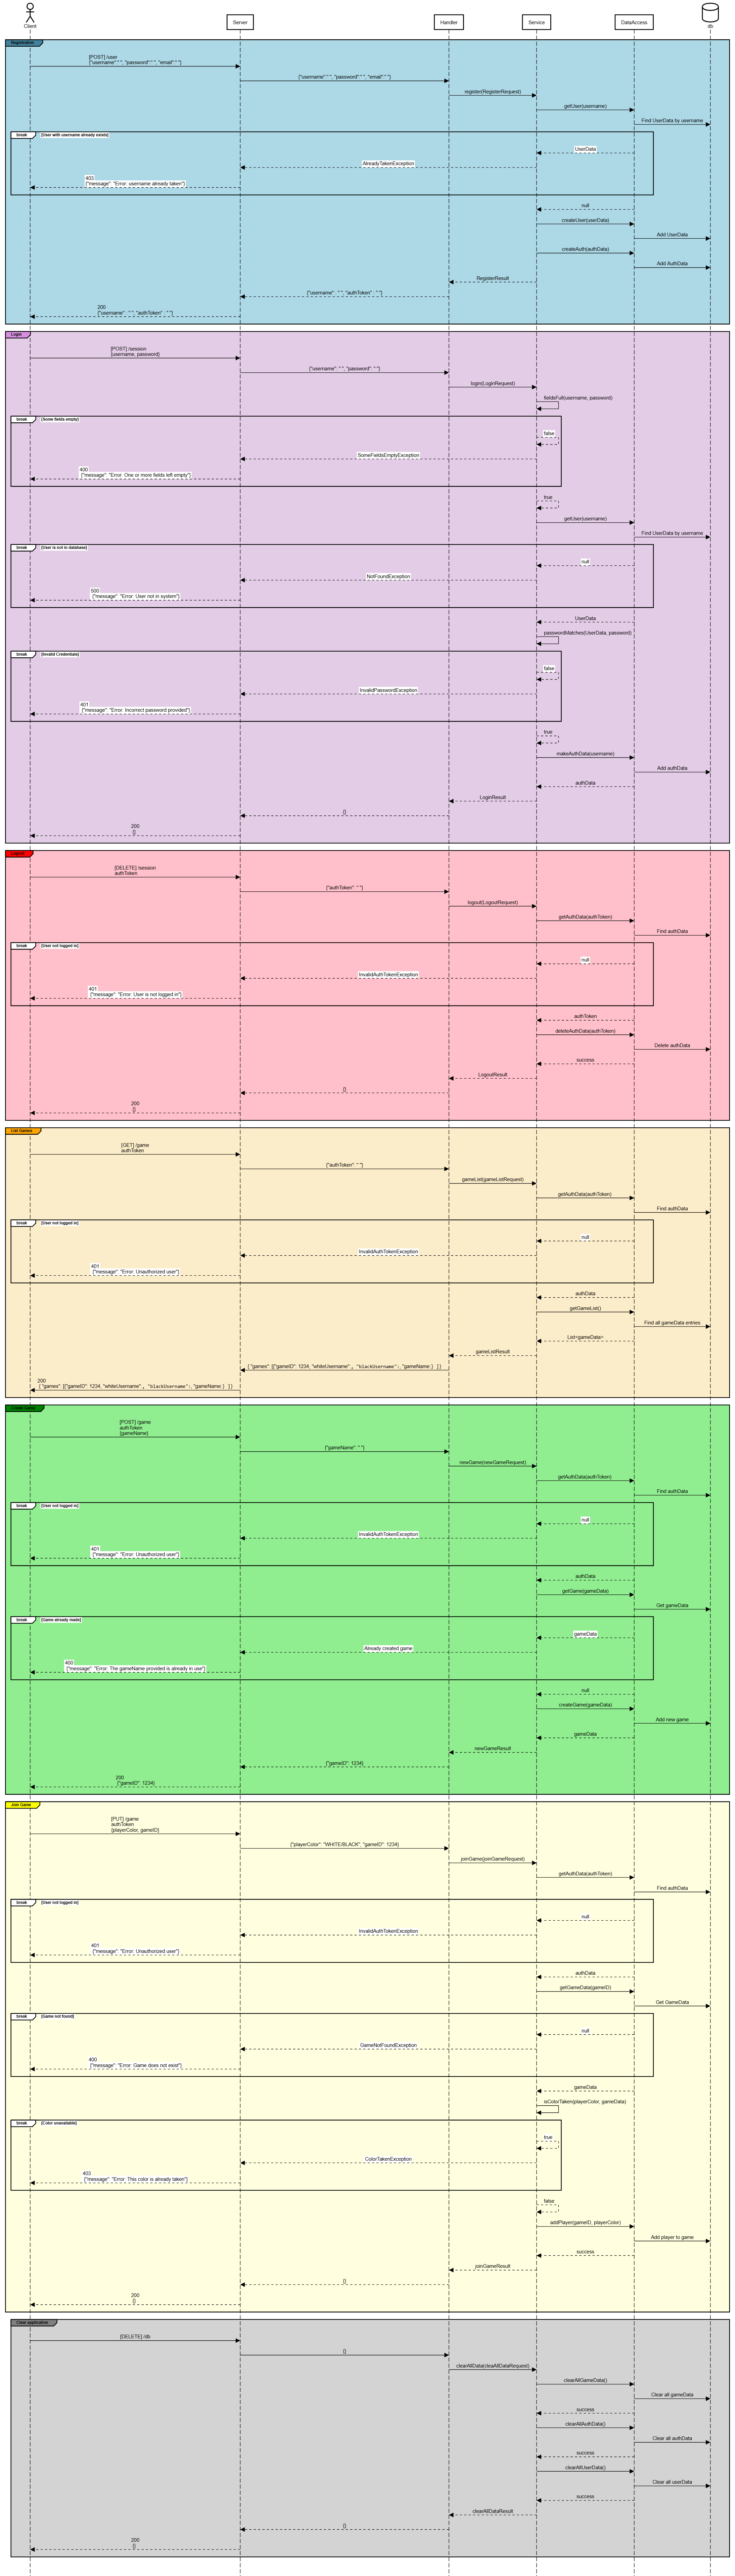 Client
Server
Handler
Service
DataAccess
db
Registration
[POST] /user
{"username":" ", "password":" ", "email":" "}
{"username":" ", "password":" ", "email":" "}
register(RegisterRequest)
getUser(username)
Find UserData by username
break
[User with username already exists]
UserData
AlreadyTakenException
403
{"message": "Error: username already taken"}
null
createUser(userData)
Add UserData
createAuth(authData)
Add AuthData
RegisterResult
{"username" : " ", "authToken" : " "}
200
{"username" : " ", "authToken" : " "}
Login
[POST] /session
{username, password}
{"username": " ", "password": " "}
login(LoginRequest)
fieldsFull(username, password)
break
[Some fields empty]
false
SomeFieldsEmptyException
400
{"message": "Error: One or more fields left empty"}
true
getUser(username)
Find UserData by username
break
[User is not in database]
null
NotFoundException
500
{"message": "Error: User not in system"}
UserData
passwordMatches(UserData, password)
break
[Invalid Credentials]
false
InvalidPasswordException
401
{"message": "Error: Incorrect password provided"}
true
makeAuthData(username)
Add authData
authData
LoginResult
{}
200
{}
Logout
[DELETE] /session
authToken
{"authToken": " "}
logout(LogoutRequest)
getAuthData(authToken)
Find authData
break
[User not logged in]
null
InvalidAuthTokenException
401
{"message": "Error: User is not logged in"}
authToken
deleteAuthData(authToken)
Delete authData
success
LogoutResult
{}
200
{}
List Games
[GET] /game
authToken
{"authToken": " "}
gameList(gameListRequest)
getAuthData(authToken)
Find authData
break
[User not logged in]
null
InvalidAuthTokenException
401
{"message": "Error: Unauthorized user"}
authData
getGameList()
Find all gameData entries
List<gameData>
gameListResult
{ "games": [{"gameID": 1234, "whiteUsername":, "blackUsername":, "gameName:} ] }
200
{ "games": [{"gameID": 1234, "whiteUsername":, "blackUsername":, "gameName:} ] }
Create Game
[POST] /game
authToken
{gameName}
{"gameName": " "}
newGame(newGameRequest)
getAuthData(authToken)
Find authData
break
[User not logged in]
null
InvalidAuthTokenException
401
{"message": "Error: Unauthorized user"}
authData
getGame(gameData)
Get gameData
break
[Game already made]
gameData
Already created game
400
{"message": "Error: The gameName provided is already in use"}
null
createGame(gameData)
Add new game
gameData
newGameResult
{"gameID": 1234}
200
{"gameID": 1234}
Join Game
[PUT] /game
authToken
{playerColor, gameID}
{"playerColor": "WHITE/BLACK", "gameID": 1234}
joinGame(joinGameRequest)
getAuthData(authToken)
Find authData
break
[User not logged in]
null
InvalidAuthTokenException
401
{"message": "Error: Unauthorized user"}
authData
getGameData(gameID)
Get GameData
break
[Game not found]
null
GameNotFoundException
400
{"message": "Error: Game does not exist"}
gameData
isColorTaken(playerColor, gameData)
break
[Color unavailable]
true
ColorTakenException
403
{"message": "Error: This color is already taken"}
false
addPlayer(gameID, playerColor)
Add player to game
success
joinGameResult
{}
200
{}
Clear application
[DELETE] /db
{}
clearAllData(cleaAllDataRequest)
clearAllGameData()
Clear all gameData
success
clearAllAuthData()
Clear all authData
success
clearAllUserData()
Clear all userData
success
clearAllDataResult
{}
200
{}